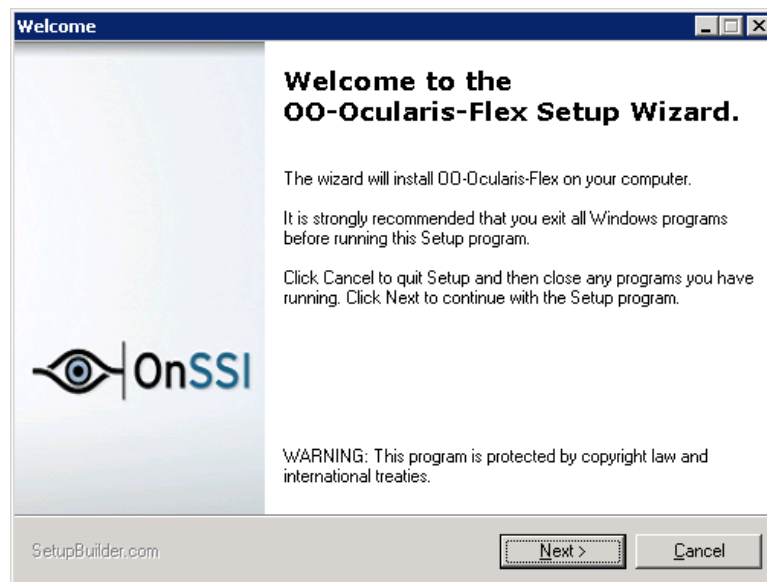 Welcome
Welcome to the
OO-Ocularis-Flex Setup Wizard.
The wizard will install OO-Ocularis-Flex on your computer.
It is strongly recommended that you exit all Windows programs
before running this Setup program.
Click Cancel to quit Setup and then close any programs you have
running. Click Next to continue with the Setup program.
OnSSI
WARNING: This program is protected by copyright law and
international treaties.
SetupBuilder.com
Next >
Cancel